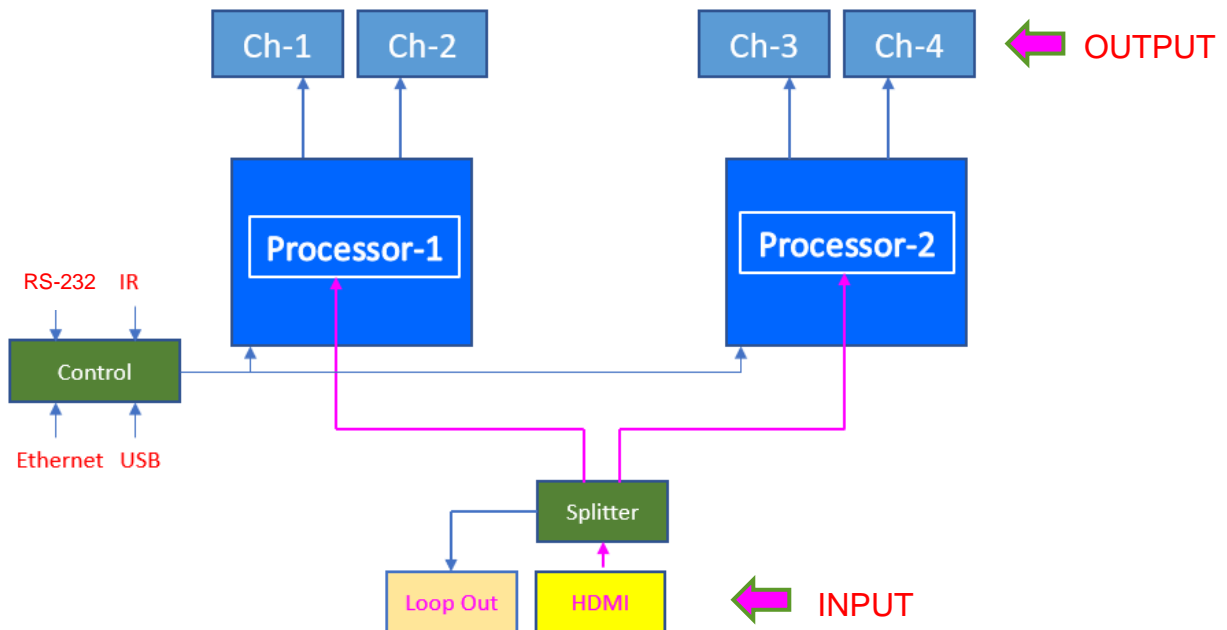 Ch-1
Ch-2
Ch-3
Ch-4
OUTPUT
Processor-1
Processor-2
RS-232
IR
Control
Ethernet
USB
Splitter
Loop Out
HDMI
INPUT